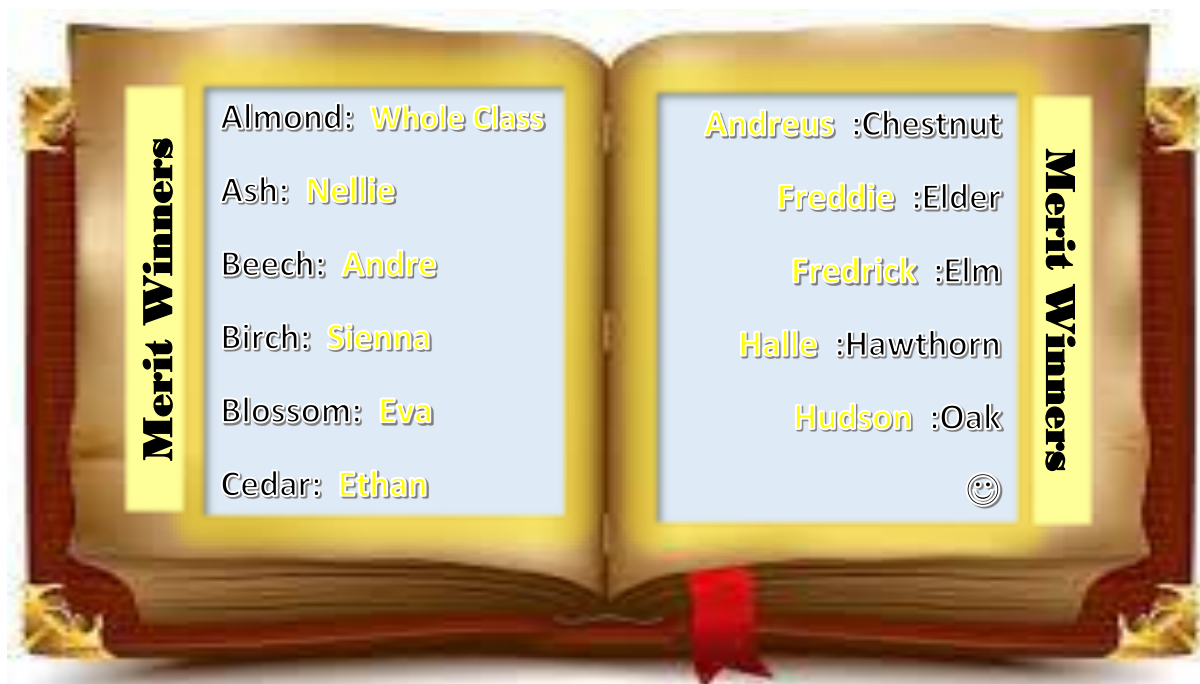 Merit Winners
Almond: Whole Class
Ash: Nellie
Beech: Andre
Birch: Sienna
Blossom: Eva
Cedar: Ethan
Andreus :Chestnut
Freddie :Elder
Fredrick :Elm
Halle :Hawthorn
Hudson :Oak
☺
Merit Winners